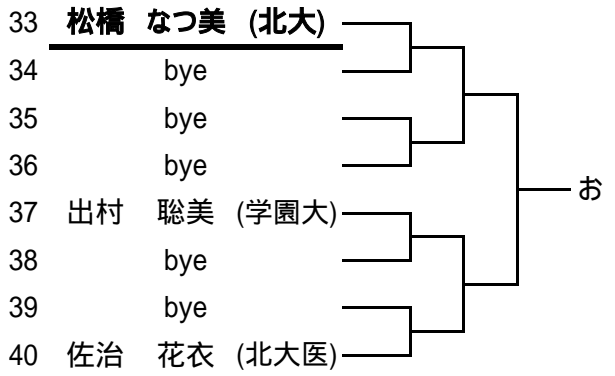 33 松橋 なつ美 (北大)
34 bye
35 bye
36 bye
お
37 出村 聡美 (学園大)
38 bye
39 bye
40 佐治 花衣 (北大医)